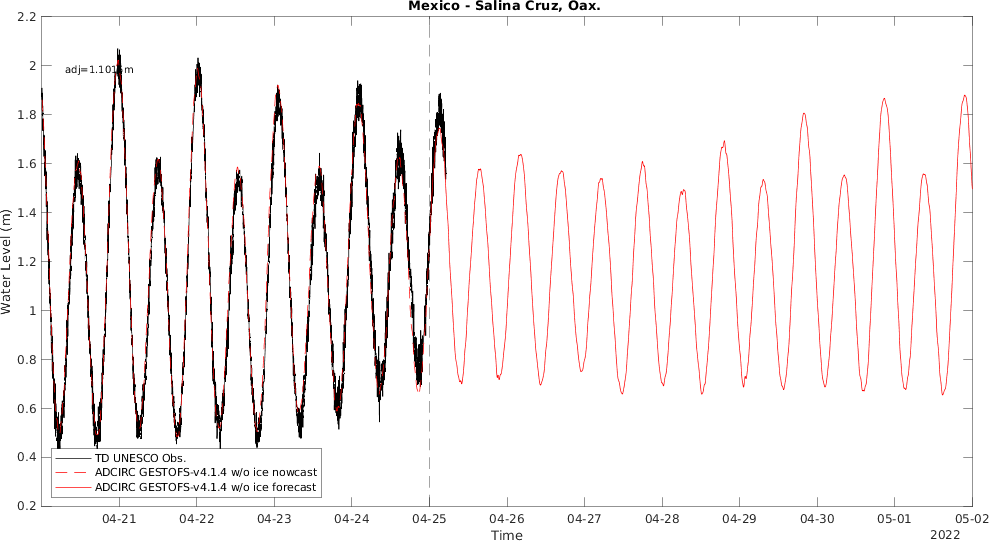 Mexico - Salina Cruz, Oax.
2.2
2
1.8
1.6
1.4
1.2
1
0.8
0.6
0.4
0.2
Water Level (m)
TD UNESCO Obs.
ADCIRC GESTOFS-v4.1.4 w/o ice nowcast
ADCIRC GESTOFS-v4.1.4 w/o ice forecast
04-21 04-22 04-23 04-24 04-25 04-26 04-27 04-28 04-29 04-30 05-01 05-02
Time
2022